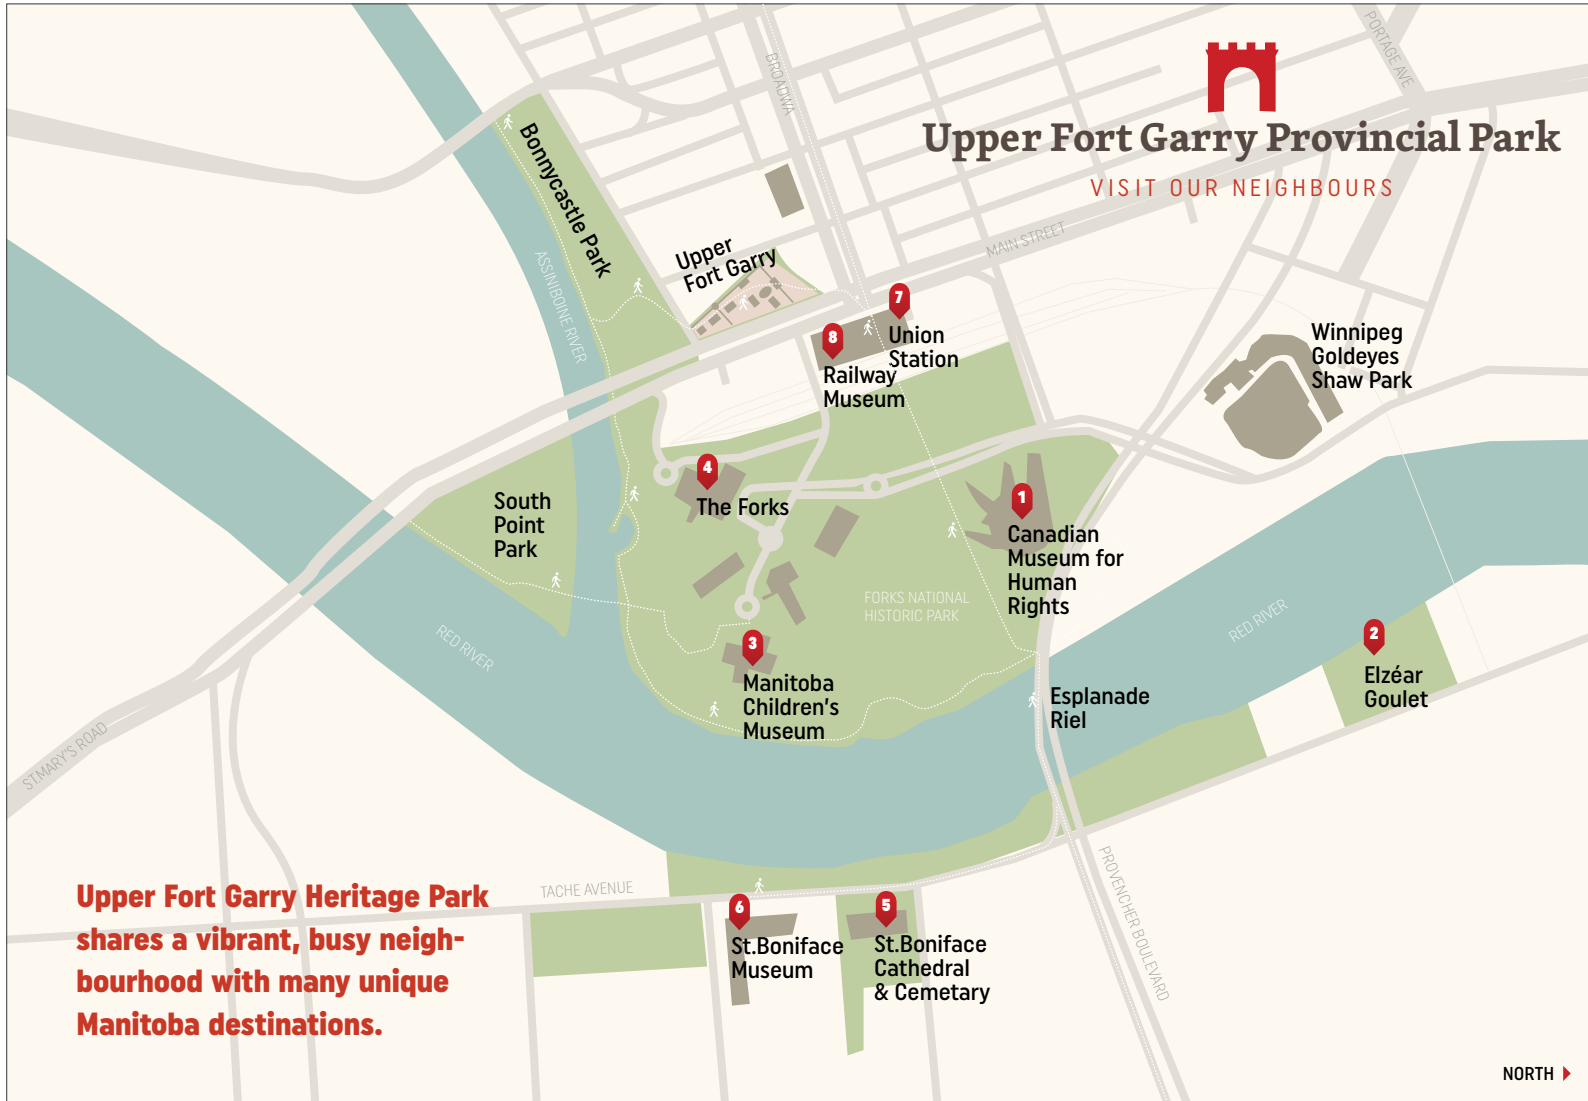 PORTAGE AVE
BROADWA
Upper Fort Garry Provincial Park
VISIT OUR NEIGHBOURS
Bonnycastle Park
ASSINIBOINE RIVER
Upper
Fort Garry
MAIN STREET
7
Union
Station
8
Railway
Museum
Winnipeg
Goldeyes
Shaw Park
4
The Forks
South
Point
Park
1
Canadian
Museum for
Human
Rights
FORKS NATIONAL
HISTORIC PARK
RED RIVER
RED RIVER
2
Elzéar
Goulet
3
Manitoba
Children's
Museum
Esplanade
Riel
ST.MARY'S ROAD
TACHE AVENUE
PROVENCHER BOULEVARD
6
St.Boniface
Museum
5
St.Boniface
Cathedral
& Cemetary
Upper Fort Garry Heritage Park
shares a vibrant, busy neigh-
bourhood with many unique
Manitoba destinations.
NORTH